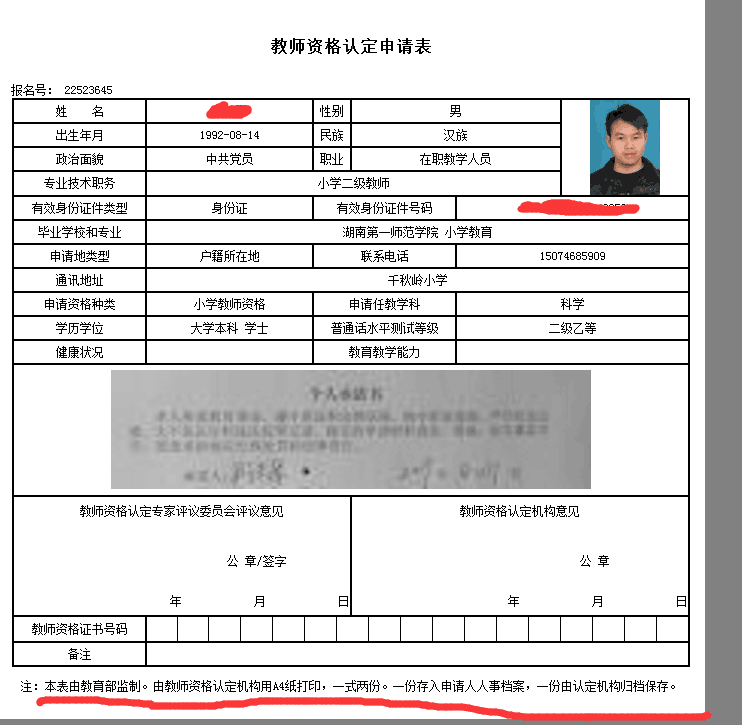 教师资格认定申请表
报名号： 22523645
姓 名 性别 男
出生年月 1992-08-14 民族 汉族
政治面貌 中共党员 职业 在职教学人员
专业技术职务 小学二级教师
有效身份证件类型 身份证 有效身份证件号码
毕业学校和专业 湖南第一师范学院 小学教育
申请地类型 户籍所在地 联系电话 15074685909
通讯地址 千秋岭小学
申请资格种类 小学教师资格 申请任教学科 科学
学历学位 大学本科 学士 普通话水平测试等级 二级乙等
健康状况 教育教学能力
个人承诺书
教师资格认定专家评议委员会评议意见 教师资格认定机构意见
公 章/签字 公 章
年 月 日 年 月 日
教师资格证书号码
备注
注：本表由教育部监制。由教师资格认定机构用A4纸打印，一式两份。一份存入申请人人事档案，一份由认定机构归档保存。